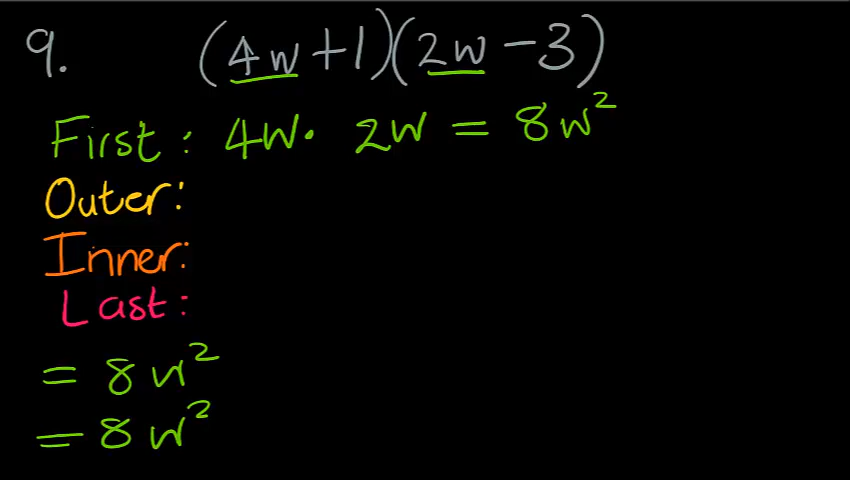 9. (4w+1)(2w-3)
First: 4w. 2w = 8w²
Outer:
Inner:
Last:
= 8w²
= 8w²